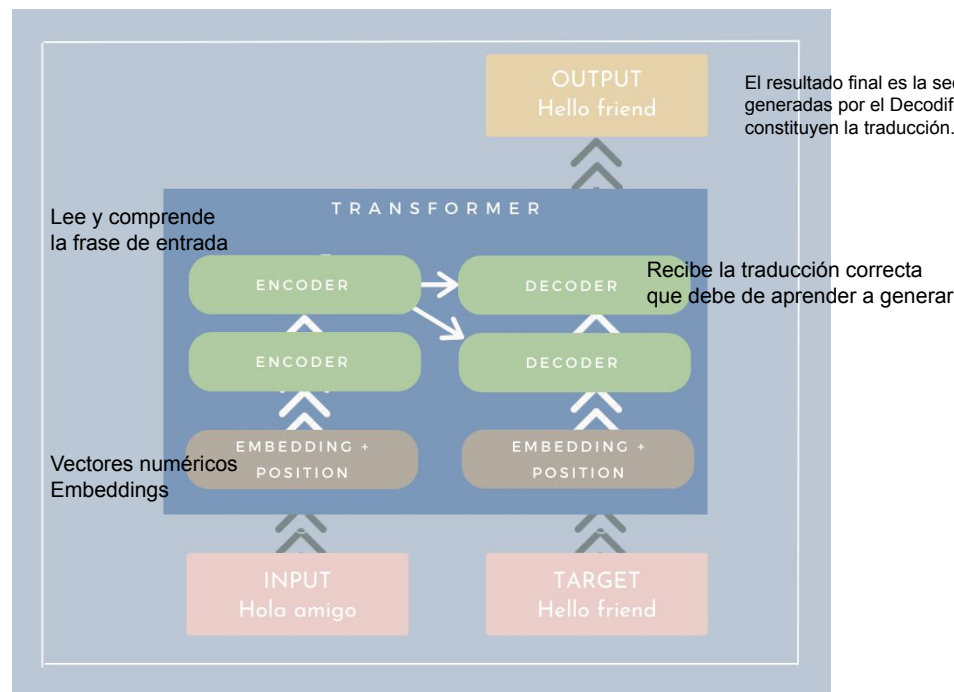 OUTPUT
Hello friend
El resultado final es la
generadas por el
constituyen la traducción.
TRANSFORMER
Lee y comprende
la frase de entrada
ENCODER
DECODER
Recibe la traducción correcta
que debe de aprender a generar
ENCODER
DECODER
EMBEDDING +
POSITION
EMBEDDING +
POSITION
Vectores numéricos
Embeddings
INPUT
Hola amigo
TARGET
Hello friend